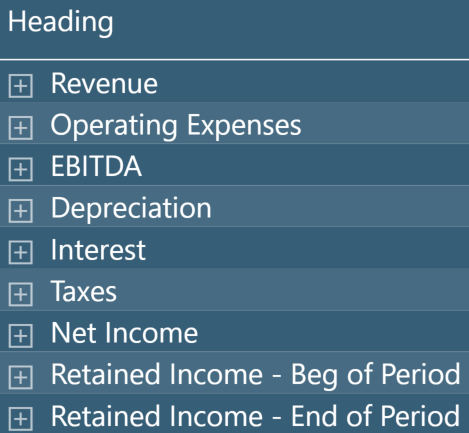 Heading
Revenue
Operating Expenses
EBITDA
Depreciation
Interest
Taxes
Net Income
Retained Income - Beg of Period
Retained Income - End of Period